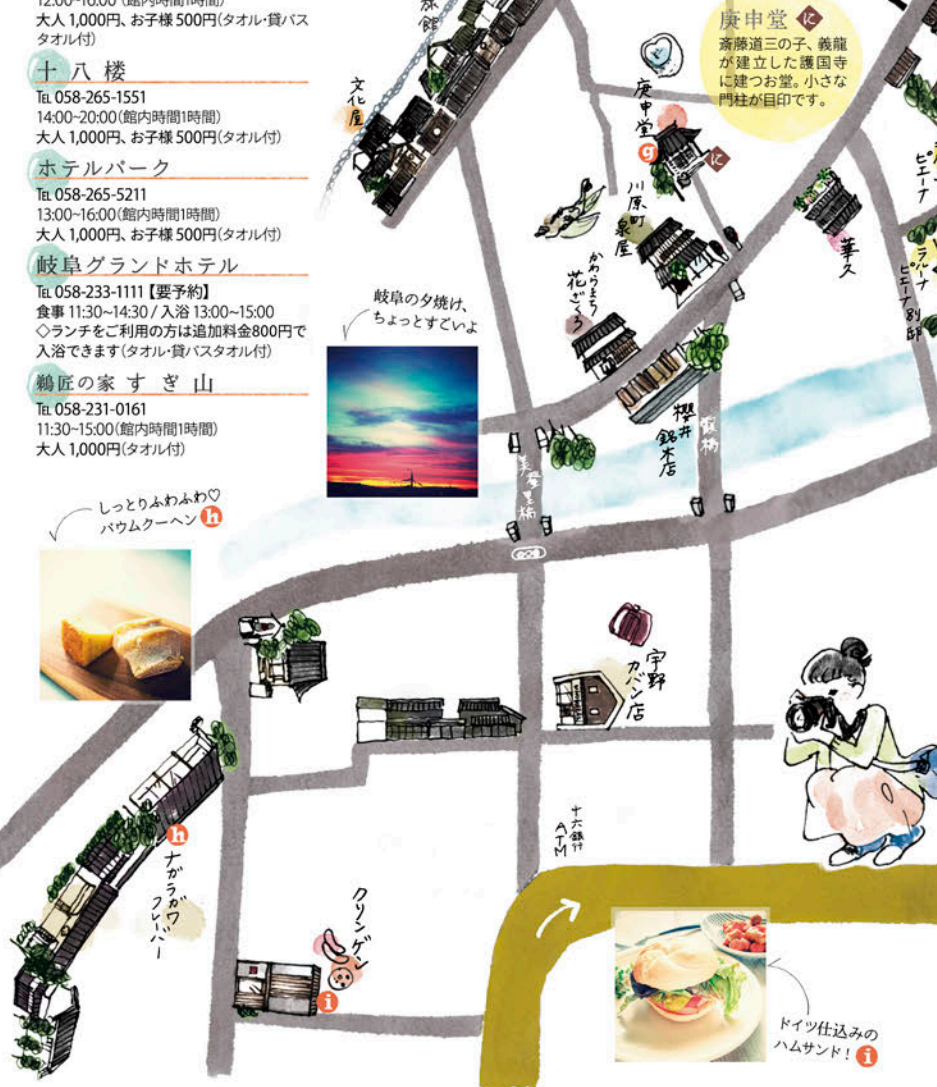 12:00~16:00(館内時間1時間)
大人1,000円、お子様500円(タオル・貸バス
タオル付)
十八楼
TEL 058-265-1551
14:00~20:00(館内時間1時間)
大人1,000円、お子様500円(タオル付)
ホテルパーク
TEL 058-265-5211
13:00~16:00(館内時間1時間)
大人1,000円、お子様500円(タオル付)
岐阜グランドホテル
TEL 058-233-1111【要予約】
食事 11:30~14:30 / 入浴 13:00~15:00
◇ランチをご利用の方は追加料金800円で
入浴できます(タオル・貸バスタオル付)
鵜匠の家 すぎ山
TEL 058-231-0161
11:30~15:00(館内時間1時間)
大人1,000円(タオル付)
旅館
文化屋
庚申堂 に
斎藤道三の子、義龍
が建立した護国寺
に建つお堂。小さな
門柱が目印です。
庚申堂
g
に
川原町
泉屋
かわらまち
花ざくろ
華久
ラルーナ
ピエーナ別邸
岐阜の夕焼け、
ちょっとすごいよ
櫻井
銘木店
美登里橋
しっとりふわふわ♡
バウムクーヘン h
宇野
カバン店
十六銀行
ATM
h
ナガラガワ
フレーバー
クリンゲン
i
ドイツ仕込みの
ハムサンド! i